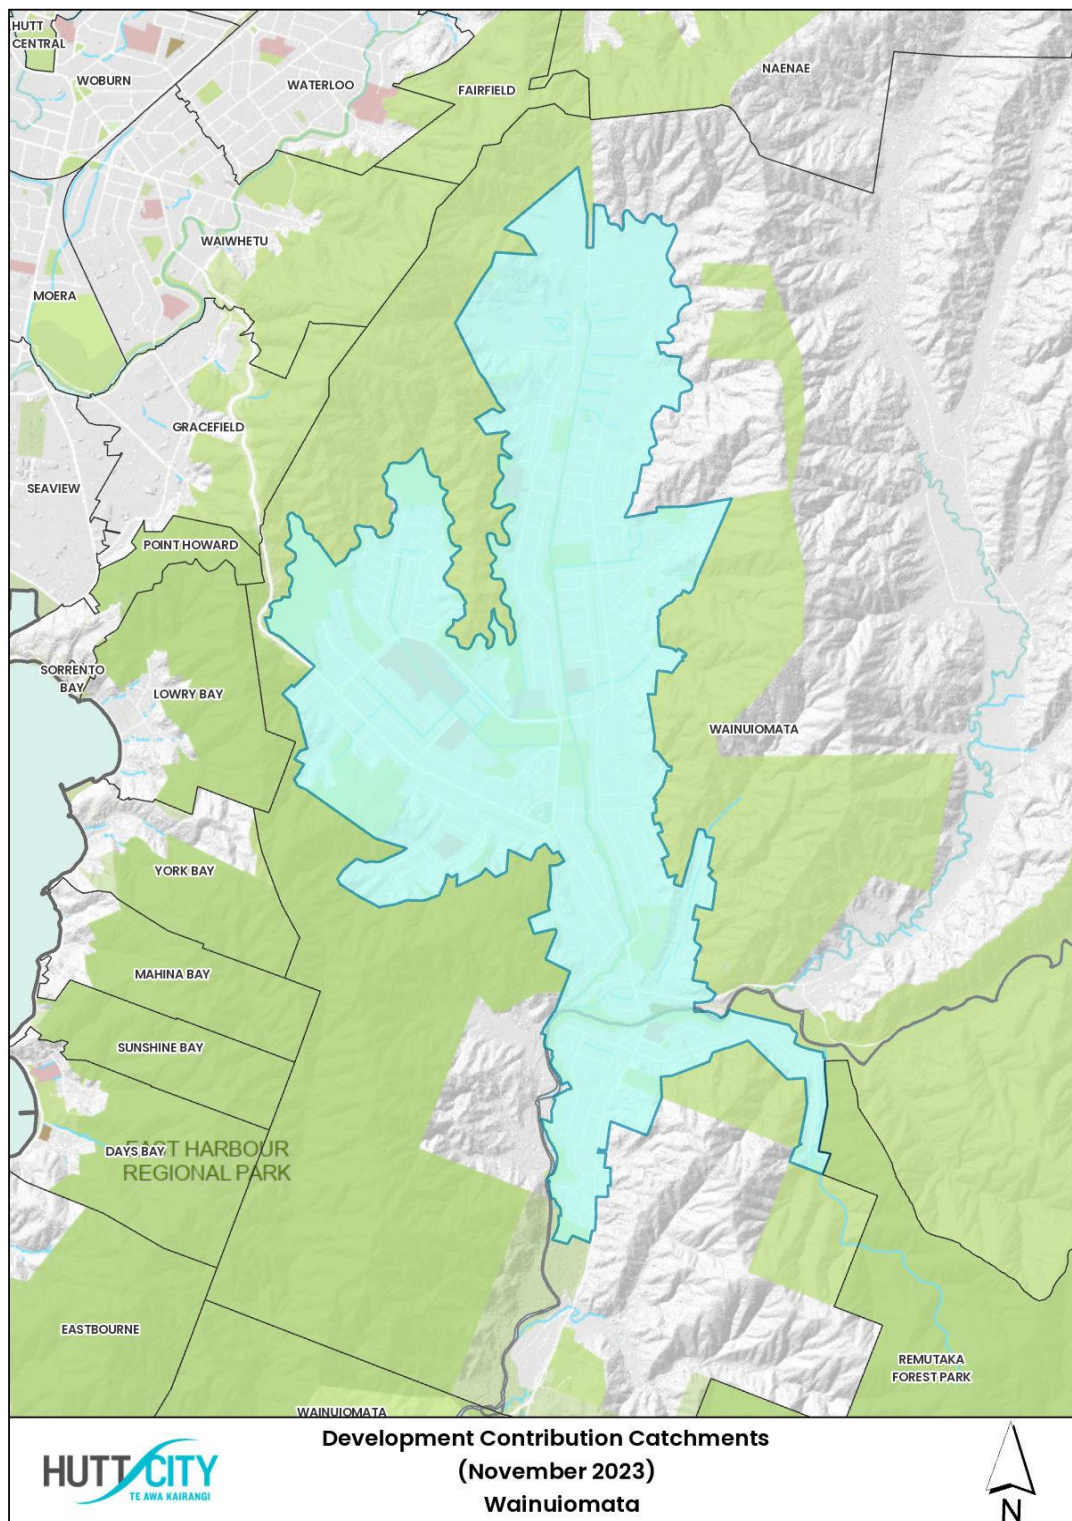 HUTT
CENTRAL
WOBURN
WATERLOO
FAIRFIELD
NAENAE
WAIWHETU
MOERA
GRACEFIELD
SEAVIEW
POINT HOWARD
SORRENTO
BAY
LOWRY BAY
WAINUIOMATA
YORK BAY
MAHINA BAY
SUNSHINE BAY
DAYS BAY
EAST HARBOUR
REGIONAL PARK
EASTBOURNE
REMUTAKA
FOREST PARK
WAINUIOMATA
HUTT CITY
TE AWA KAIRANGI
Development Contribution Catchments
(November 2023)
Wainuiomata
N